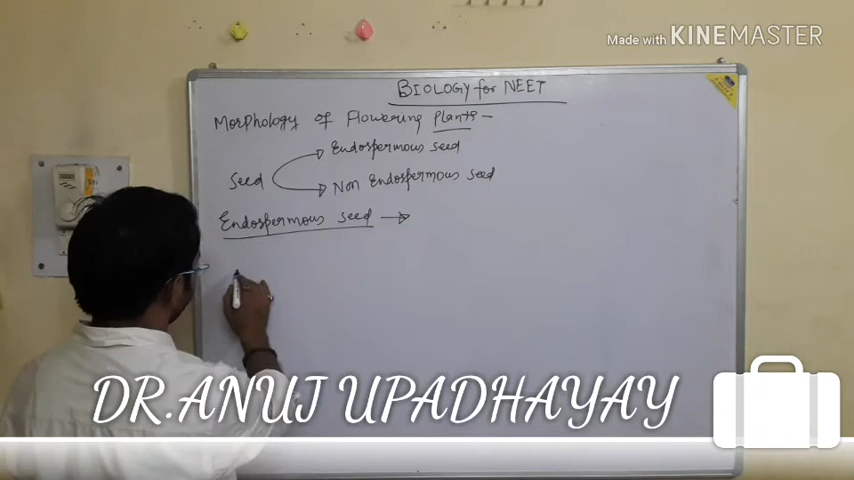 Made with KINEMASTER
BIOLOGY for NEET
Morphology of Flowering Plants -
Endospermous seed
Seed
Non Endospermous seed
Endospermous seed →
DR.ANUJ UPADHAYAY